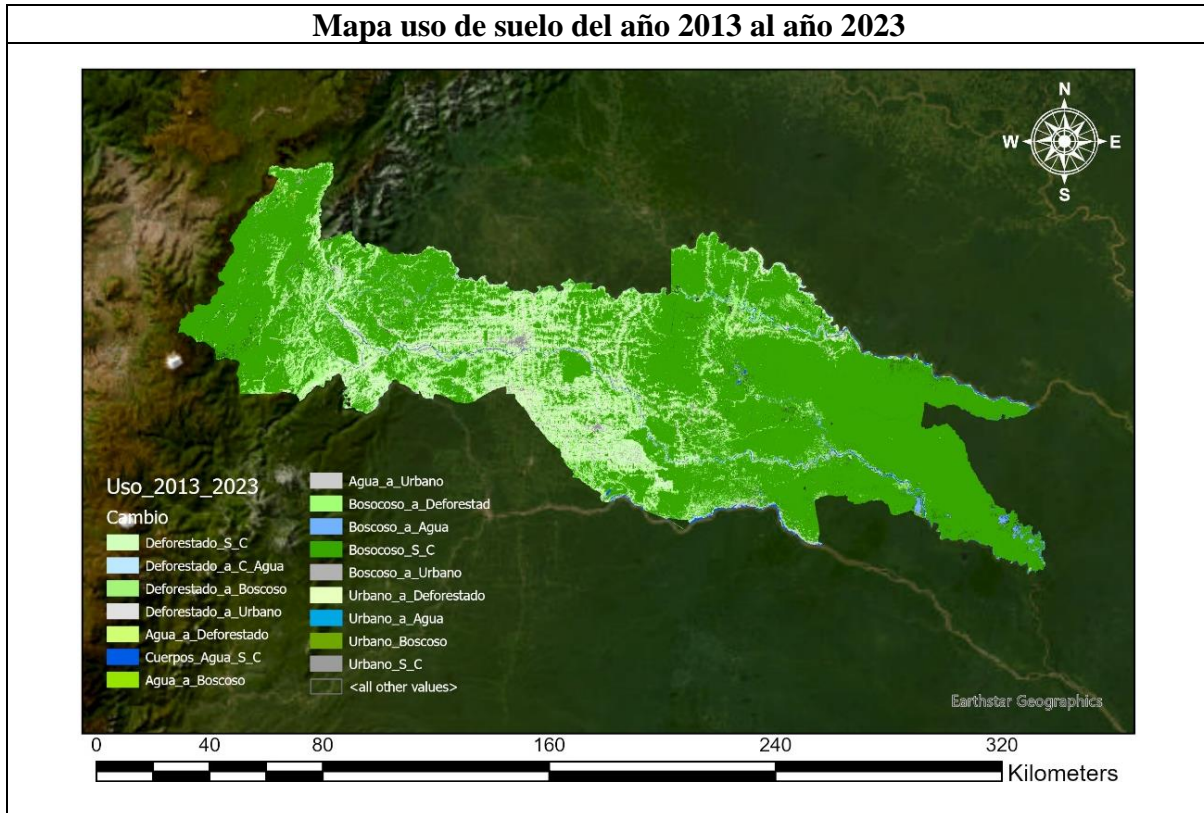 Mapa uso de suelo del año 2013 al año 2023
N
W
E
S
Uso_2013_2023
Cambio
Deforestado_S_C
Deforestado_a_C_Agua
Deforestado_a_Boscoso
Deforestado_a_Urbano
Agua_a_Deforestado
Cuerpos_Agua_S_C
Agua_a_Boscoso
Agua_a_Urbano
Bosocoso_a_Deforestad
Boscoso_a_Agua
Bosocoso_S_C
Boscoso_a_Urbano
Urbano_a_Deforestado
Urbano_a_Agua
Urbano_Boscoso
Urbano_S_C
<all other values>
Earthstar Geographics
0 40 80 160 240 320
Kilometers